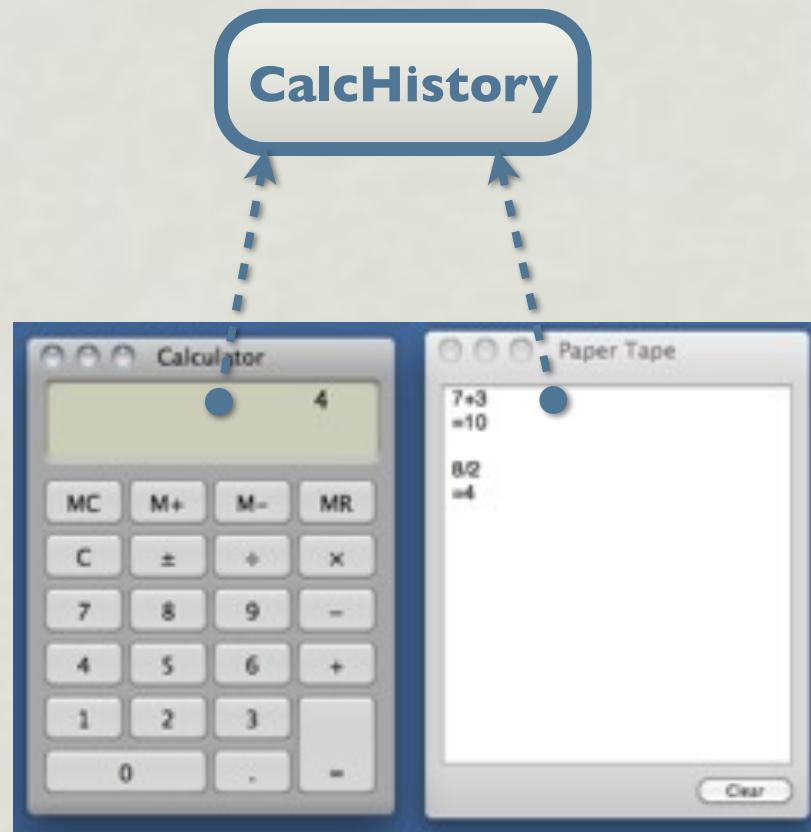 CalcHistory
Calculator
4
MC M+ M- MR
C ± ÷ ×
7 8 9 -
4 5 6 +
1 2 3
0 . =
Paper Tape
7+3
=10
8/2
=4
Clear